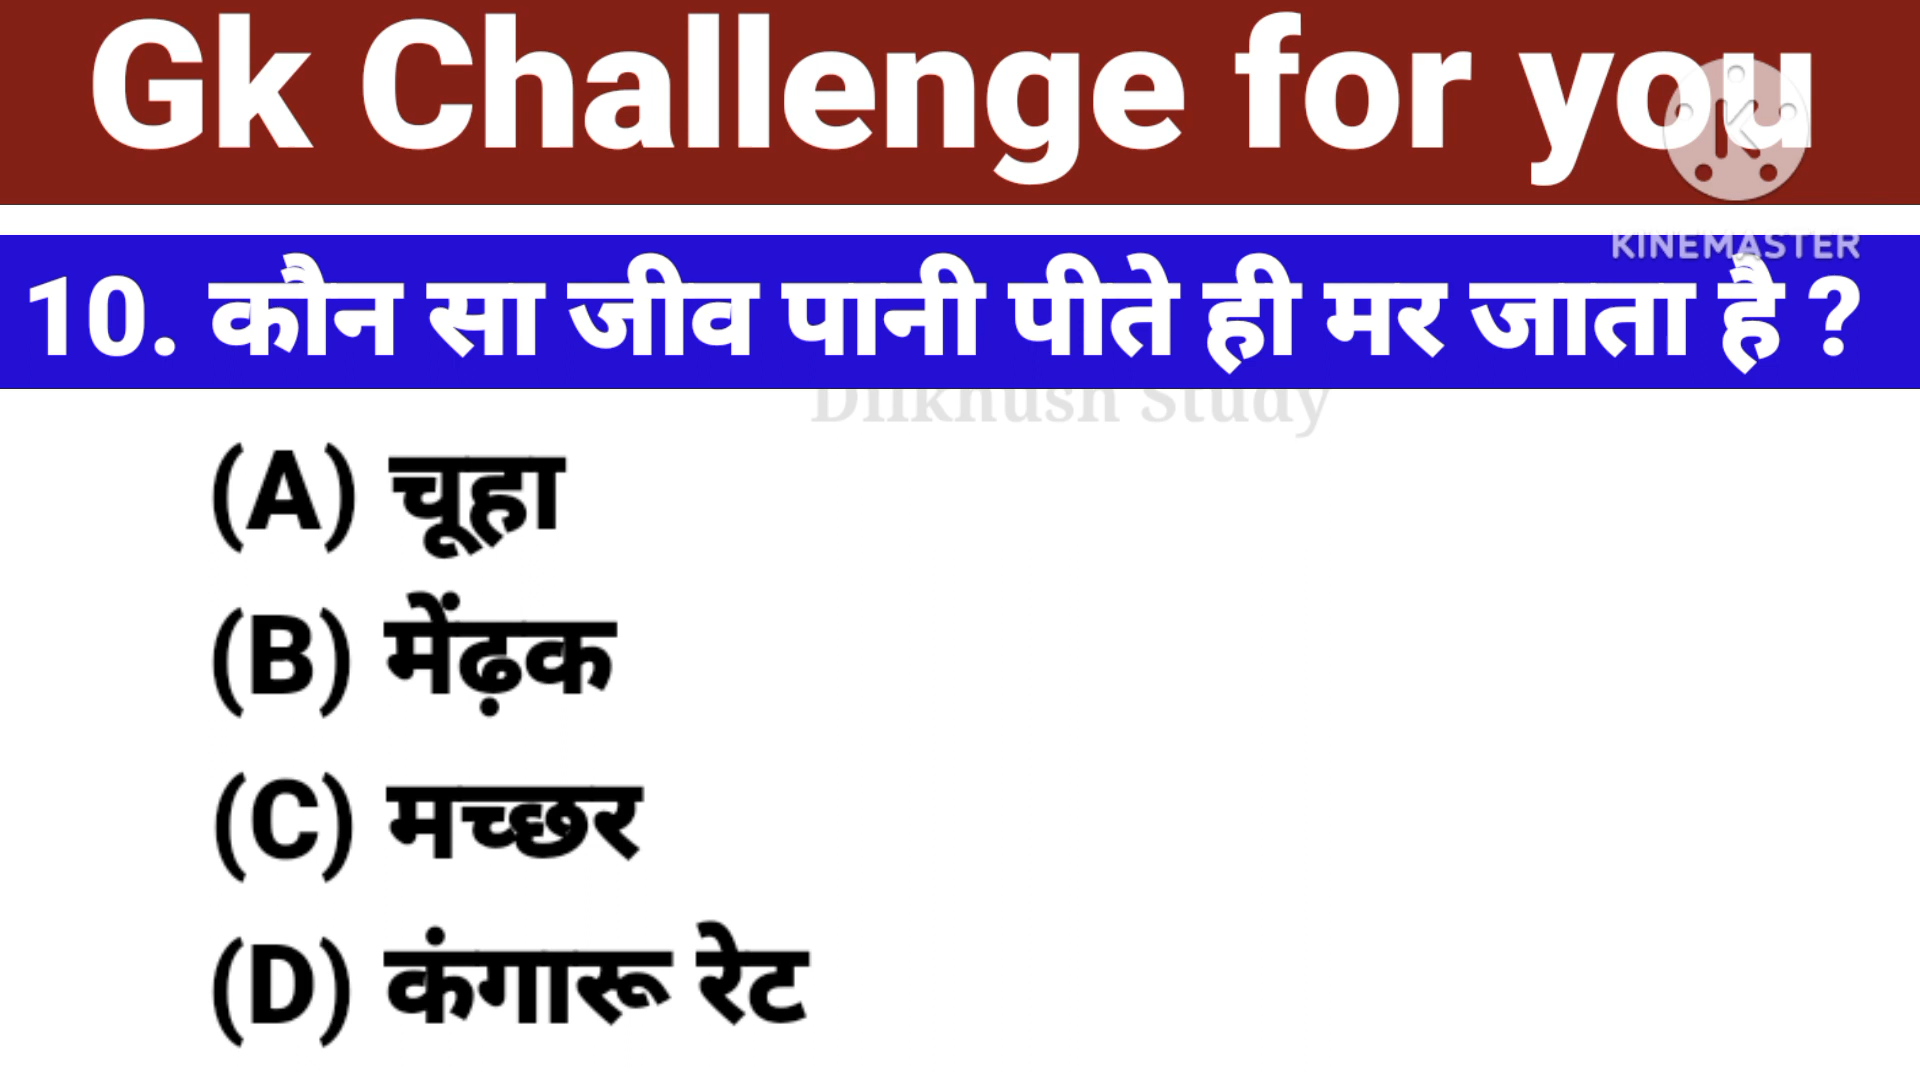 Gk Challenge for you
KINEMASTER
10. कौन सा जीव पानी पीते ही मर जाता है ?
Dilkhush Study
(A) चूहा
(B) मेंढ़क
(C) मच्छर
(D) कंगारू रेट